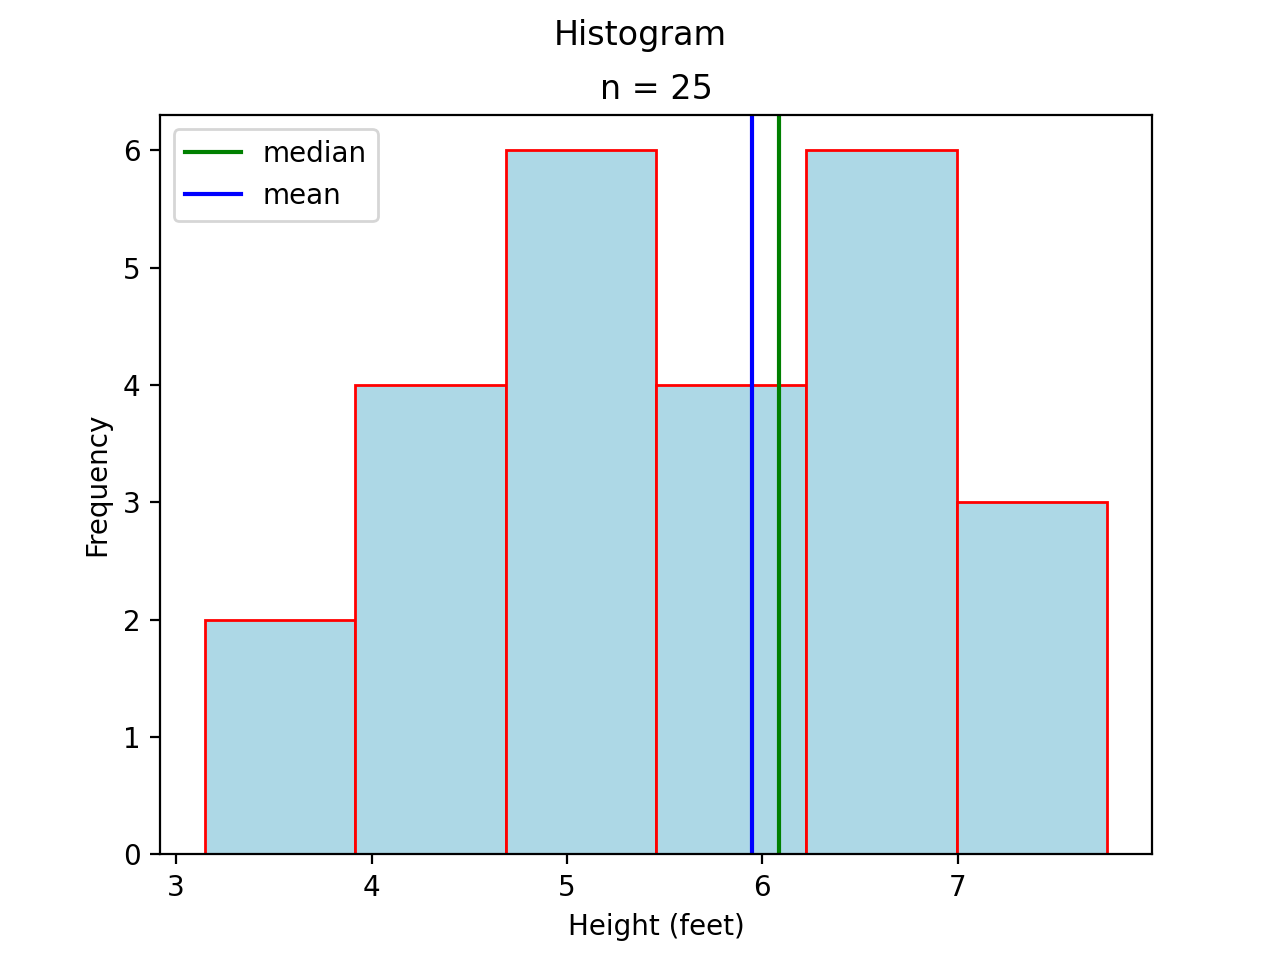 Histogram
n = 25
median
mean
6
5
4
3
2
1
0
Frequency
3 4 5 6 7
Height (feet)